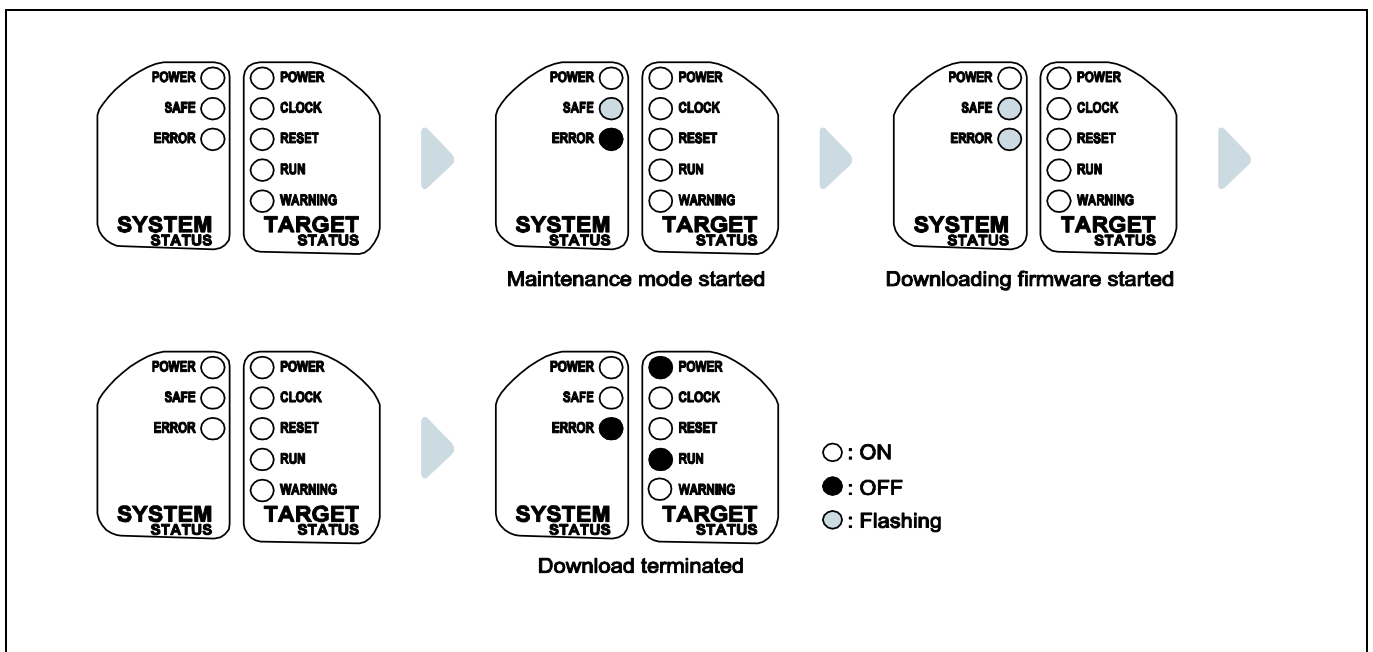 POWER POWER
SAFE CLOCK
ERROR RESET
RUN
WARNING
SYSTEM TARGET
STATUS STATUS
POWER POWER
SAFE CLOCK
ERROR RESET
RUN
WARNING
SYSTEM TARGET
STATUS STATUS
Maintenance mode started
POWER POWER
SAFE CLOCK
ERROR RESET
RUN
WARNING
SYSTEM TARGET
STATUS STATUS
Downloading firmware started
POWER POWER
SAFE CLOCK
ERROR RESET
RUN
WARNING
SYSTEM TARGET
STATUS STATUS
POWER POWER
SAFE CLOCK
ERROR RESET
RUN
WARNING
SYSTEM TARGET
STATUS STATUS
Download terminated
: ON
: OFF
: Flashing